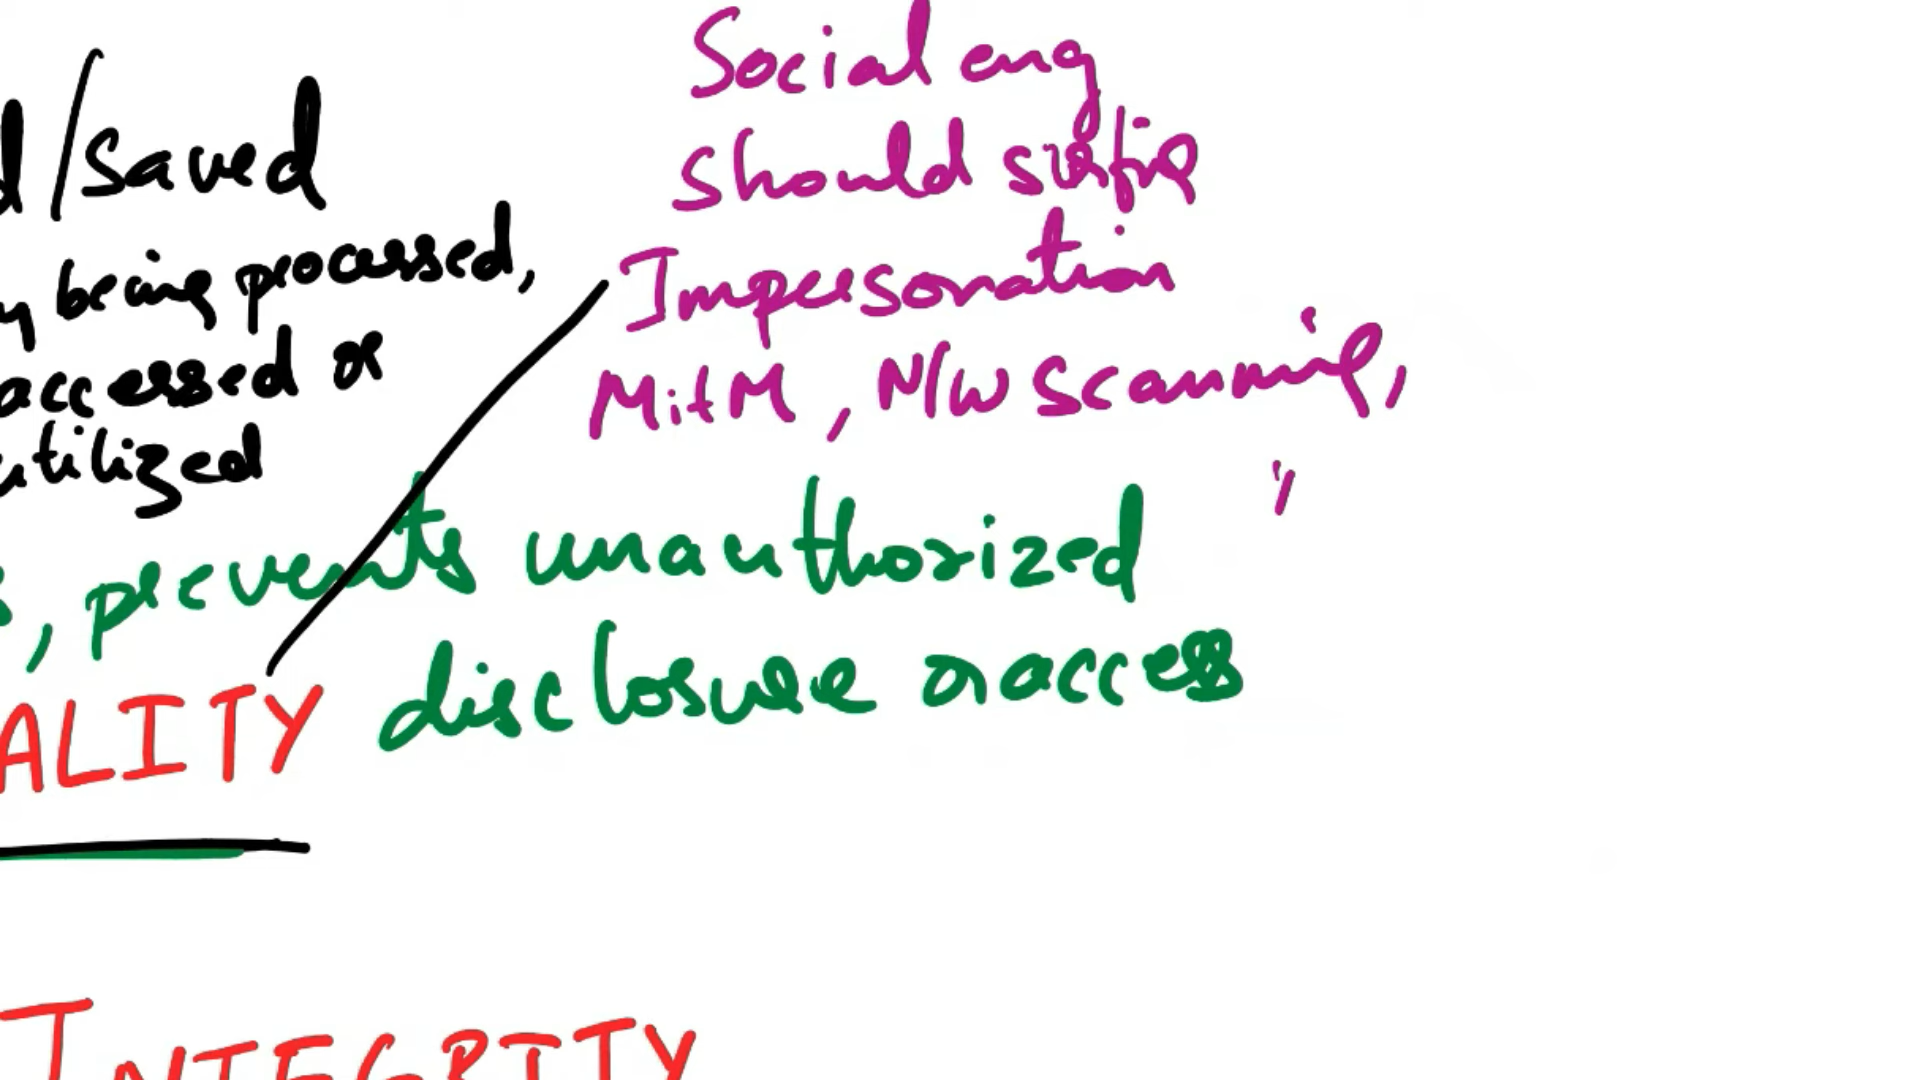 Social eng
should surfing
d/saved
Impersonation
y being processed,
MitM, N/W Scanning,
accessed or
utilized
s, prevents unauthorized
disclosure or access
ALITY
INTEGRITY